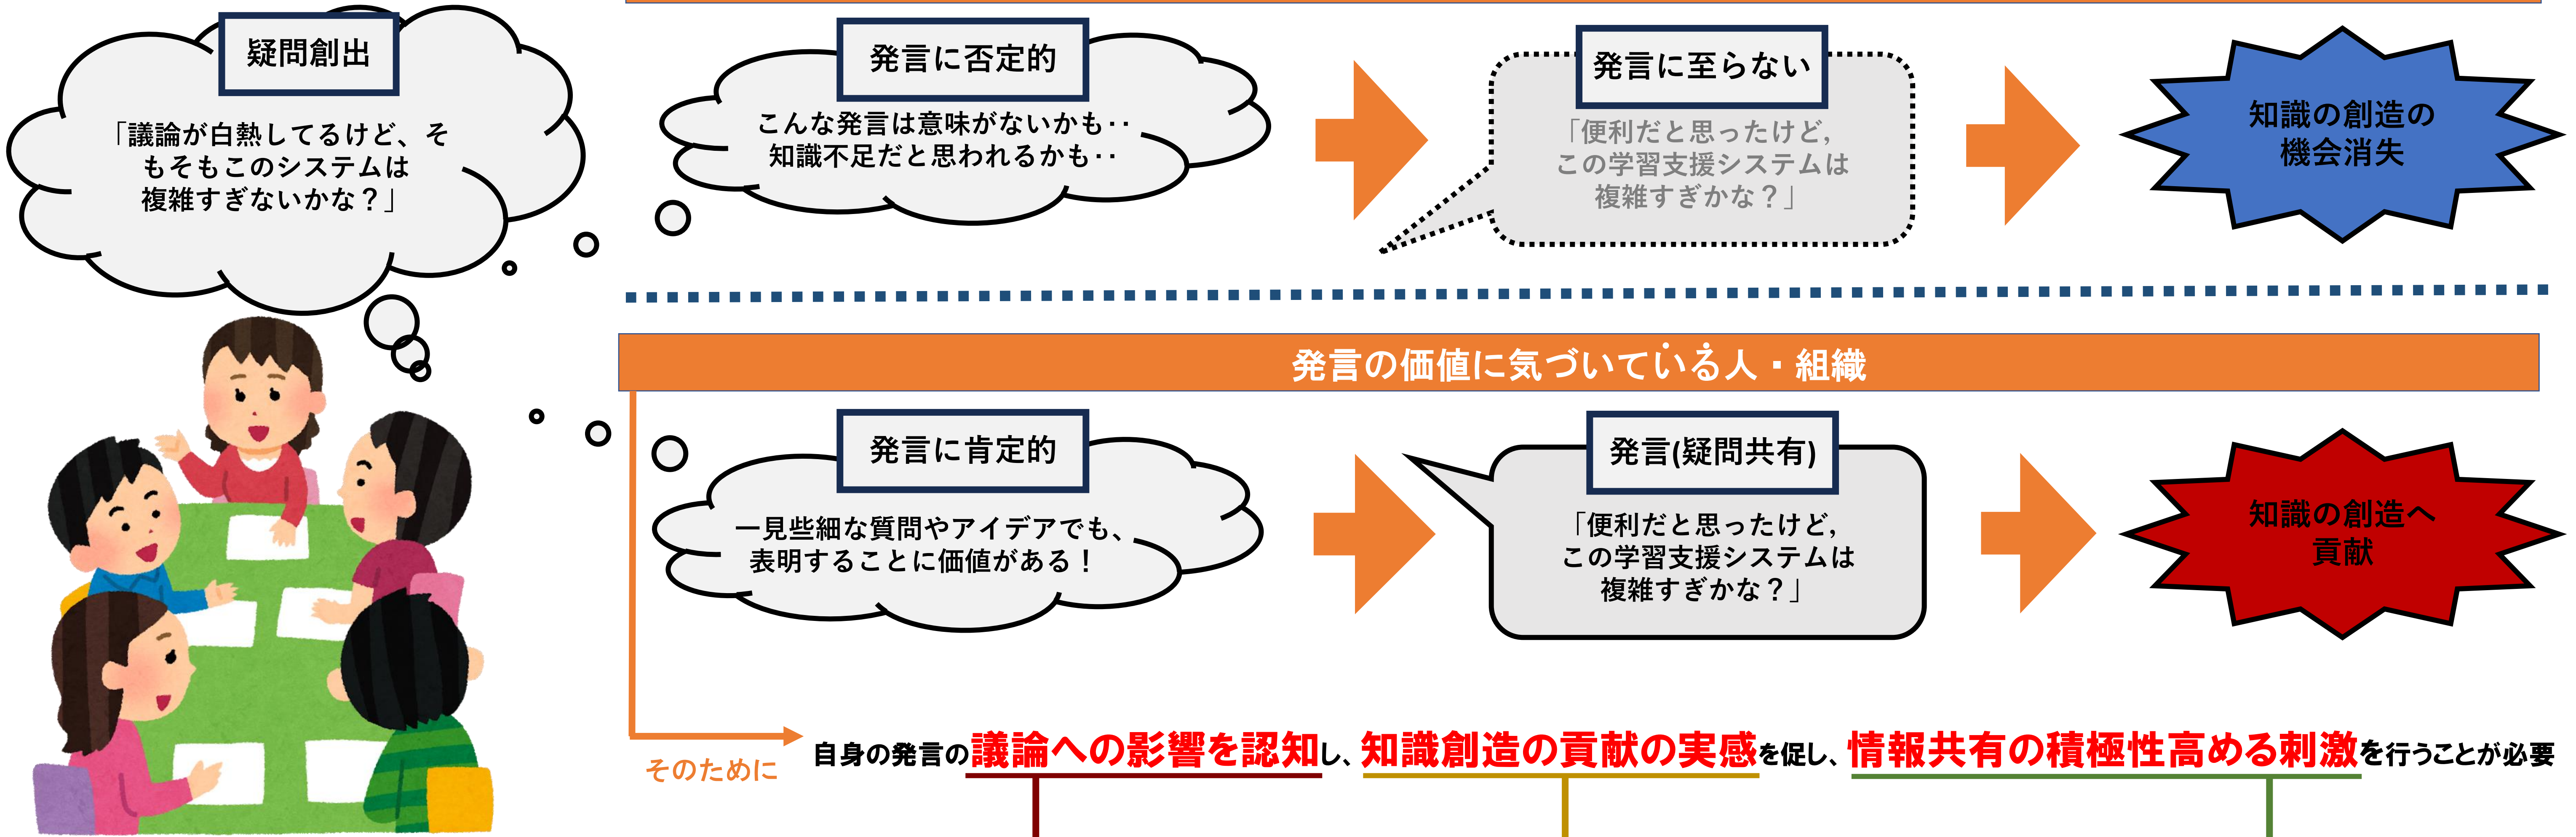 疑問創出
「議論が白熱してるけど、そ
もそもこのシステムは
複雑すぎないかな？」
発言に否定的
こんな発言は意味がないかも‥
知識不足だと思われるかも‥
発言に至らない
「便利だと思ったけど,
この学習支援システムは
複雑すぎかな？」
知識の創造の
機会消失
発言の価値に気づいている人・組織
発言に肯定的
一見些細な質問やアイデアでも、
表明することに価値がある！
発言(疑問共有)
「便利だと思ったけど,
この学習支援システムは
複雑すぎかな？」
知識の創造へ
貢献
そのために
自身の発言の議論への影響を認知し、知識創造の貢献の実感を促し、情報共有の積極性高める刺激を行うことが必要